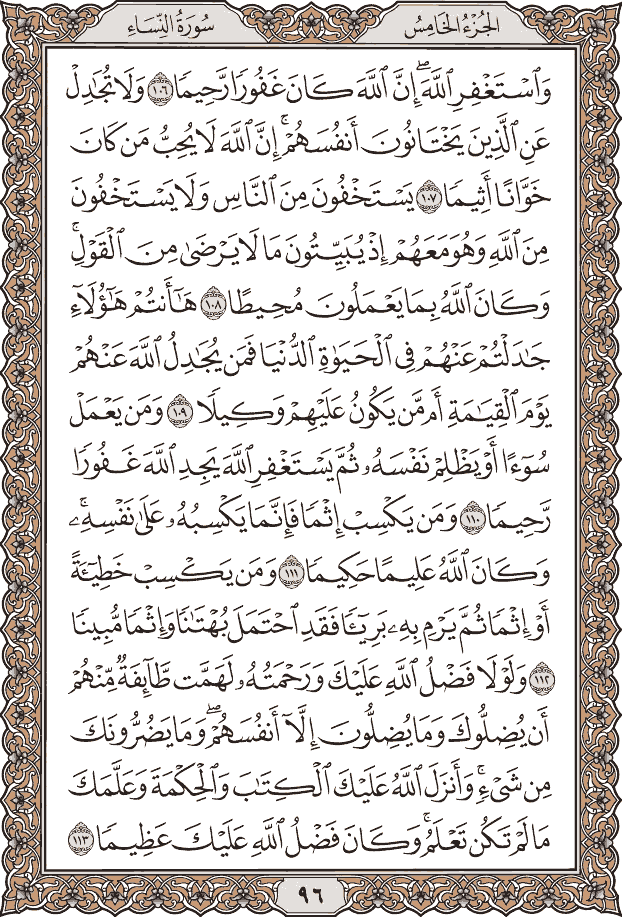 الجُزْءُ الخَامِسُ
سُورَةُ النِّسَاءِ
وَٱسۡتَغۡفِرِ ٱللَّهَۖ إِنَّ ٱللَّهَ كَانَ غَفُورٗا رَّحِيمٗا ١٠٦ وَلَا تُجَٰدِلۡ
عَنِ ٱلَّذِينَ يَخۡتَانُونَ أَنفُسَهُمۡۚ إِنَّ ٱللَّهَ لَا يُحِبُّ مَن كَانَ
خَوَّانًا أَثِيمٗا ١٠٧ يَسۡتَخۡفُونَ مِنَ ٱلنَّاسِ وَلَا يَسۡتَخۡفُونَ
مِنَ ٱللَّهِ وَهُوَ مَعَهُمۡ إِذۡ يُبَيِّتُونَ مَا لَا يَرۡضَىٰ مِنَ ٱلۡقَوۡلِۚ
وَكَانَ ٱللَّهُ بِمَا يَعۡمَلُونَ مُحِيطًا ١٠٨ هَٰٓأَنتُمۡ هَٰٓؤُلَآءِ
جَٰدَلۡتُمۡ عَنۡهُمۡ فِي ٱلۡحَيَوٰةِ ٱلدُّنۡيَا فَمَن يُجَٰدِلُ ٱللَّهَ عَنۡهُمۡ
يَوۡمَ ٱلۡقِيَٰمَةِ أَم مَّن يَكُونُ عَلَيۡهِمۡ وَكِيلٗا ١٠٩ وَمَن يَعۡمَلۡ
سُوٓءًا أَوۡ يَظۡلِمۡ نَفۡسَهُۥ ثُمَّ يَسۡتَغۡفِرِ ٱللَّهَ يَجِدِ ٱللَّهَ غَفُورٗا
رَّحِيمٗا ١١٠ وَمَن يَكۡسِبۡ إِثۡمٗا فَإِنَّمَا يَكۡسِبُهُۥ عَلَىٰ نَفۡسِهِۦۚ
وَكَانَ ٱللَّهُ عَلِيمًا حَكِيمٗا ١١١ وَمَن يَكۡسِبۡ خَطِيٓـَٔةً
أَوۡ إِثۡمٗا ثُمَّ يَرۡمِ بِهِۦ بَرِيٓـٔٗا فَقَدِ ٱحۡتَمَلَ بُهۡتَٰنٗا وَإِثۡمٗا مُّبِينٗا
١١٢ وَلَوۡلَا فَضۡلُ ٱللَّهِ عَلَيۡكَ وَرَحۡمَتُهُۥ لَهَمَّت طَّآئِفَةٞ مِّنۡهُمۡ
أَن يُضِلُّوكَ وَمَا يُضِلُّونَ إِلَّآ أَنفُسَهُمۡۖ وَمَا يَضُرُّونَكَ
مِن شَيۡءٖۚ وَأَنزَلَ ٱللَّهُ عَلَيۡكَ ٱلۡكِتَٰبَ وَٱلۡحِكۡمَةَ وَعَلَّمَكَ
مَا لَمۡ تَكُن تَعۡلَمُۚ وَكَانَ فَضۡلُ ٱللَّهِ عَلَيۡكَ عَظِيمٗا ١١٣
٩٦